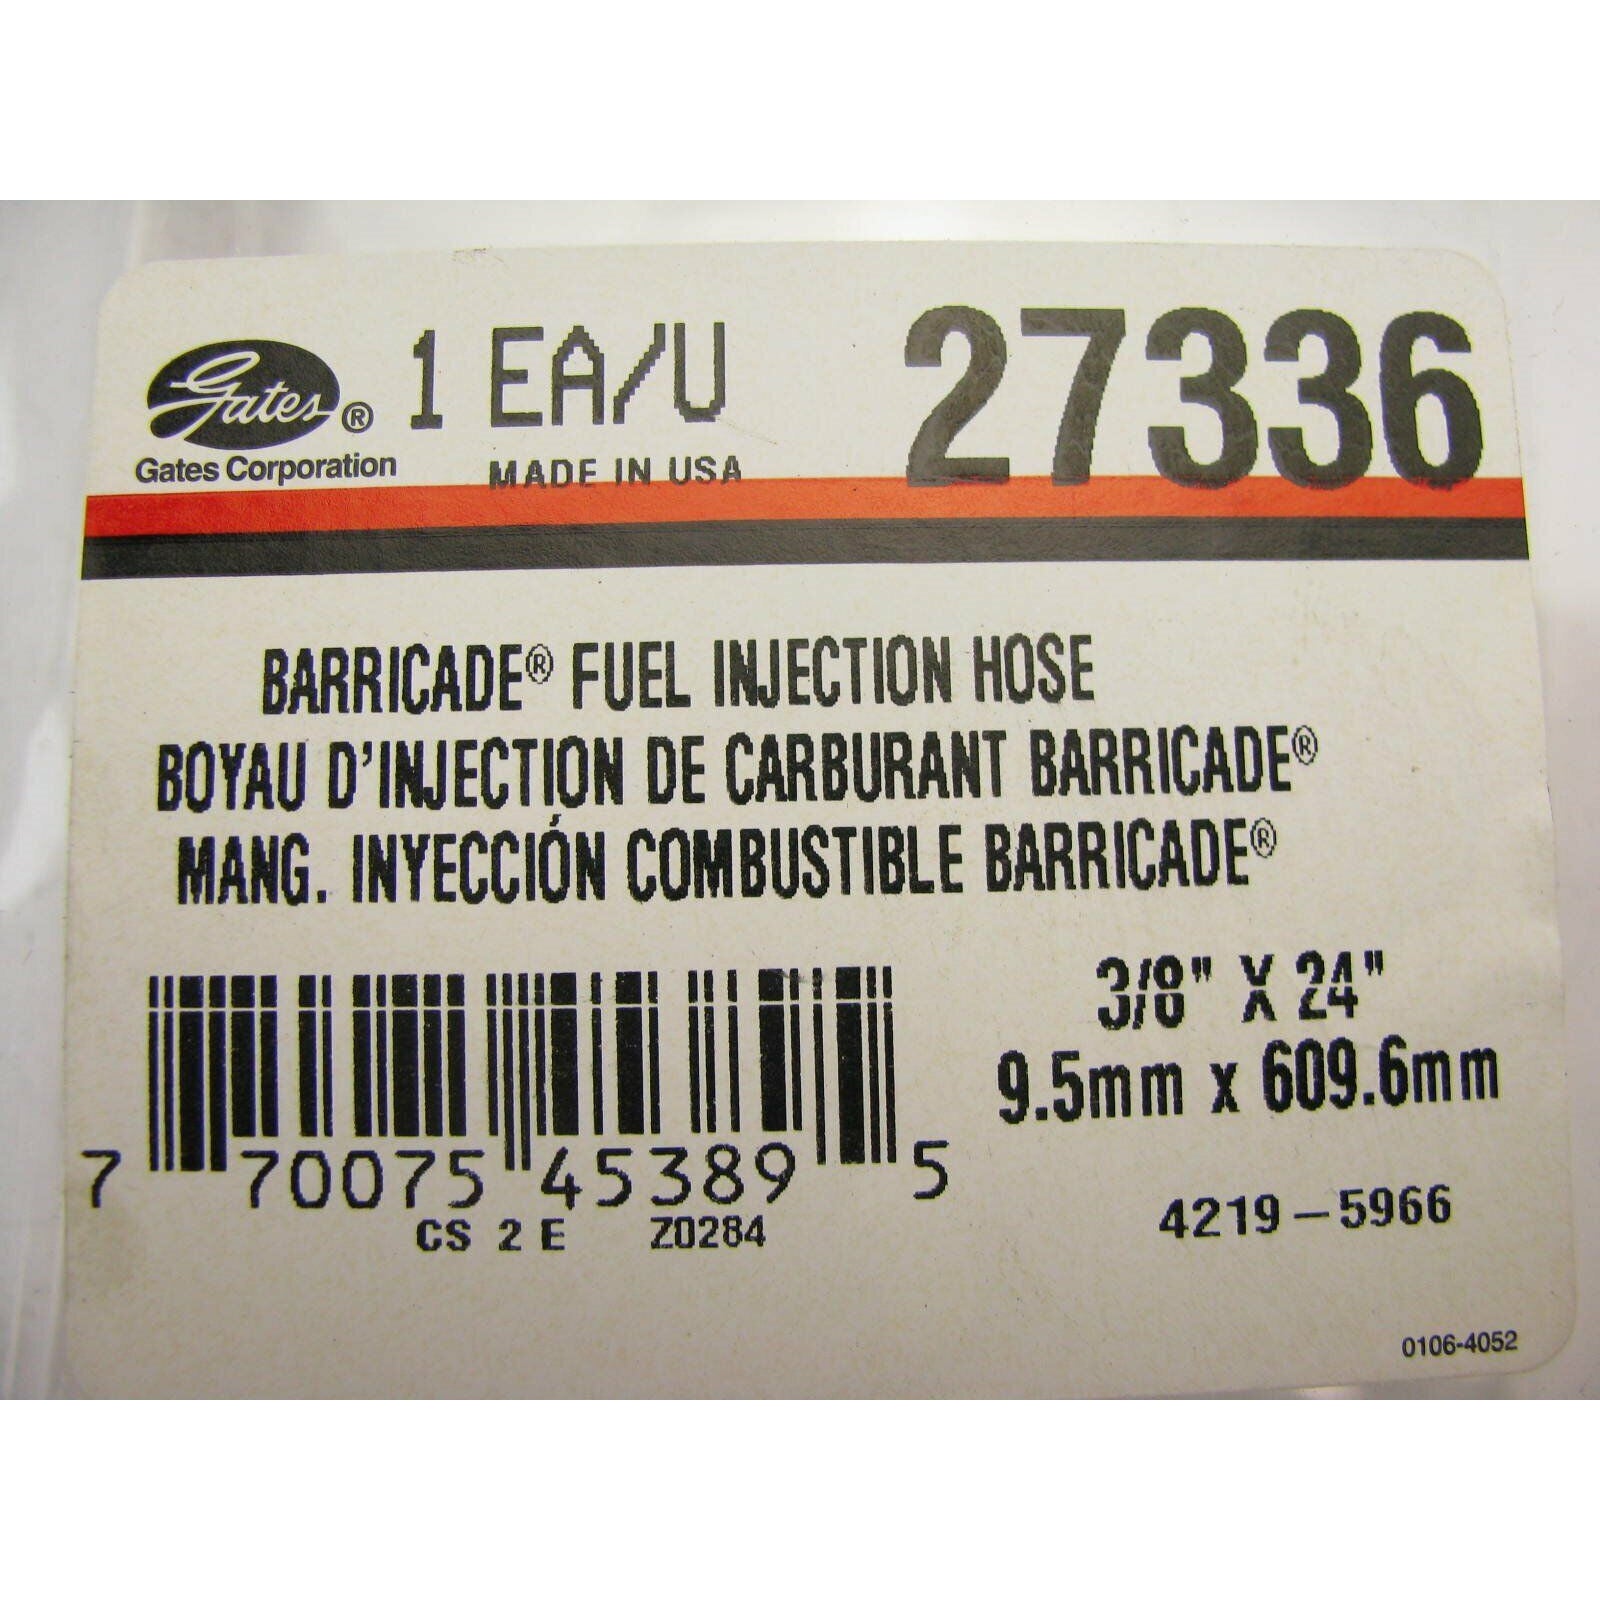 Gates®
Gates Corporation
1 EA/U
MADE IN USA
27336
BARRICADE® FUEL INJECTION HOSE
BOYAU D'INJECTION DE CARBURANT BARRICADE®
MANG. INYECCIÓN COMBUSTIBLE BARRICADE®
3/8" X 24"
9.5mm x 609.6mm
7 70075 45389 5
CS 2 E Z0284
4219-5966
0106-4052